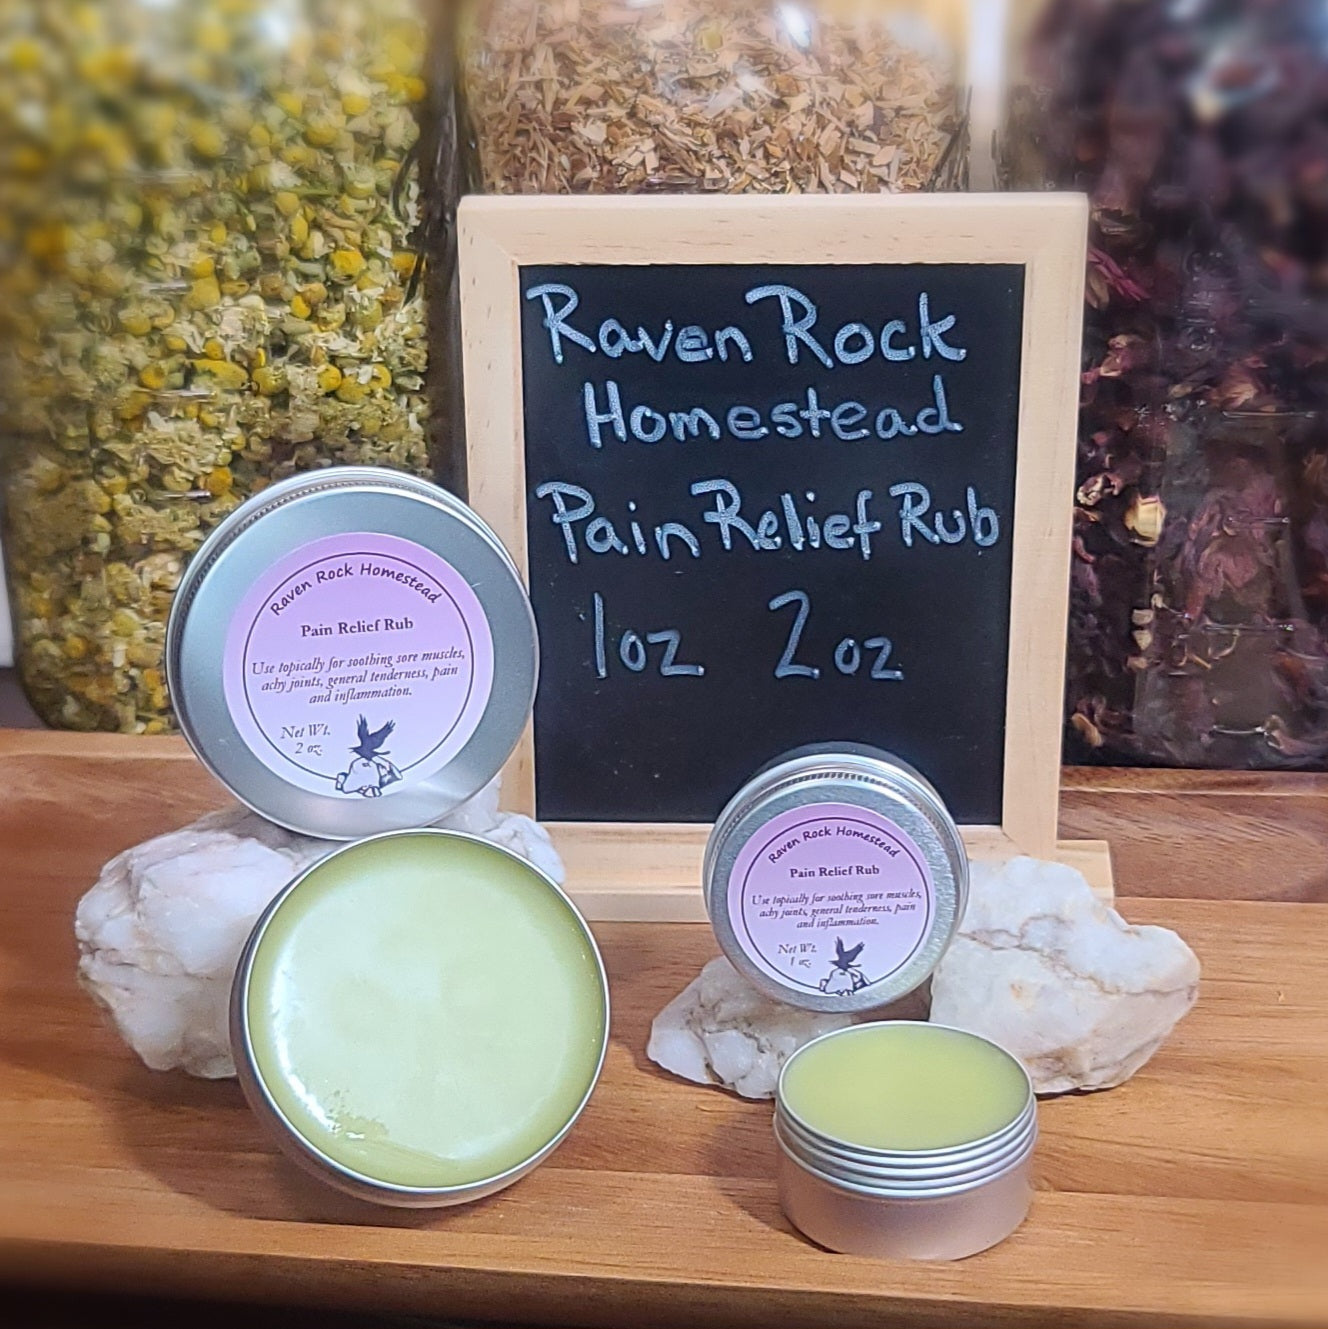 Raven Rock
Homestead
Pain Relief Rub
1oz 2oz
Raven Rock Homestead
Pain Relief Rub
Use topically for soothing sore muscles,
achy joints, general tenderness, pain
and inflammation.
Net Wt.
2 oz.
Raven Rock Homestead
Pain Relief Rub
Use topically for soothing sore muscles,
achy joints, general tenderness, pain
and inflammation.
Net Wt.
1 oz.